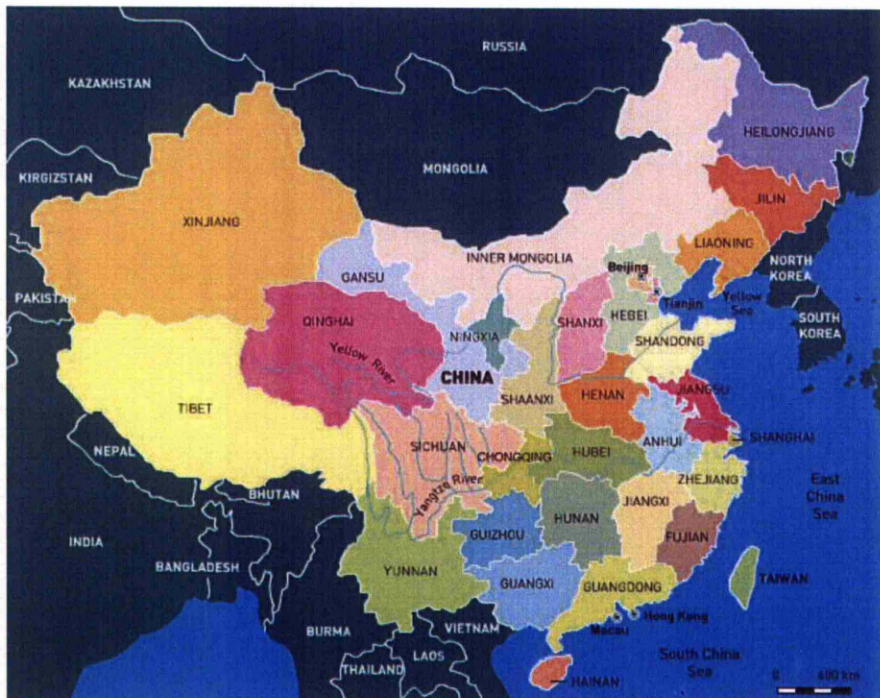 RUSSIA
KAZAKHSTAN
HEILONGJIANG
MONGOLIA
KIRGIZSTAN
JILIN
XINJIANG
LIAONING
INNER MONGOLIA
Beijing
NORTH
KOREA
GANSU
PAKISTAN
Tianjin
Yellow
Sea
QINGHAI
NINGXIA
SHANXI
HEBEI
SOUTH
KOREA
SHANDONG
Yellow River
CHINA
HENAN
JIANGSU
SHAANXI
TIBET
ANHUI
SHANGHAI
SICHUAN
CHONGQING
HUBEI
NEPAL
ZHEJIANG
Yangtze River
East
China
Sea
BHUTAN
JIANGXI
HUNAN
INDIA
GUIZHOU
FUJIAN
BANGLADESH
YUNNAN
GUANGXI
GUANGDONG
TAIWAN
Hong Kong
Macau
BURMA
VIETNAM
LAOS
South China
Sea
THAILAND
HAINAN
0 600 km